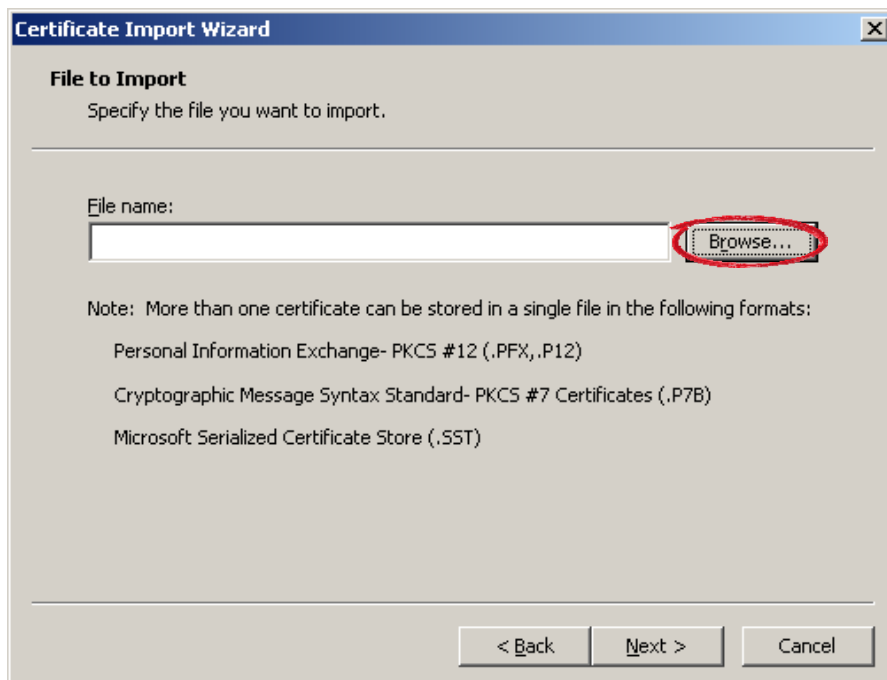 Certificate Import Wizard
File to Import
Specify the file you want to import.
File name:
Browse...
Note:  More than one certificate can be stored in a single file in the following formats:
Personal Information Exchange- PKCS #12 (.PFX,.P12)
Cryptographic Message Syntax Standard- PKCS #7 Certificates (.P7B)
Microsoft Serialized Certificate Store (.SST)
< Back
Next >
Cancel